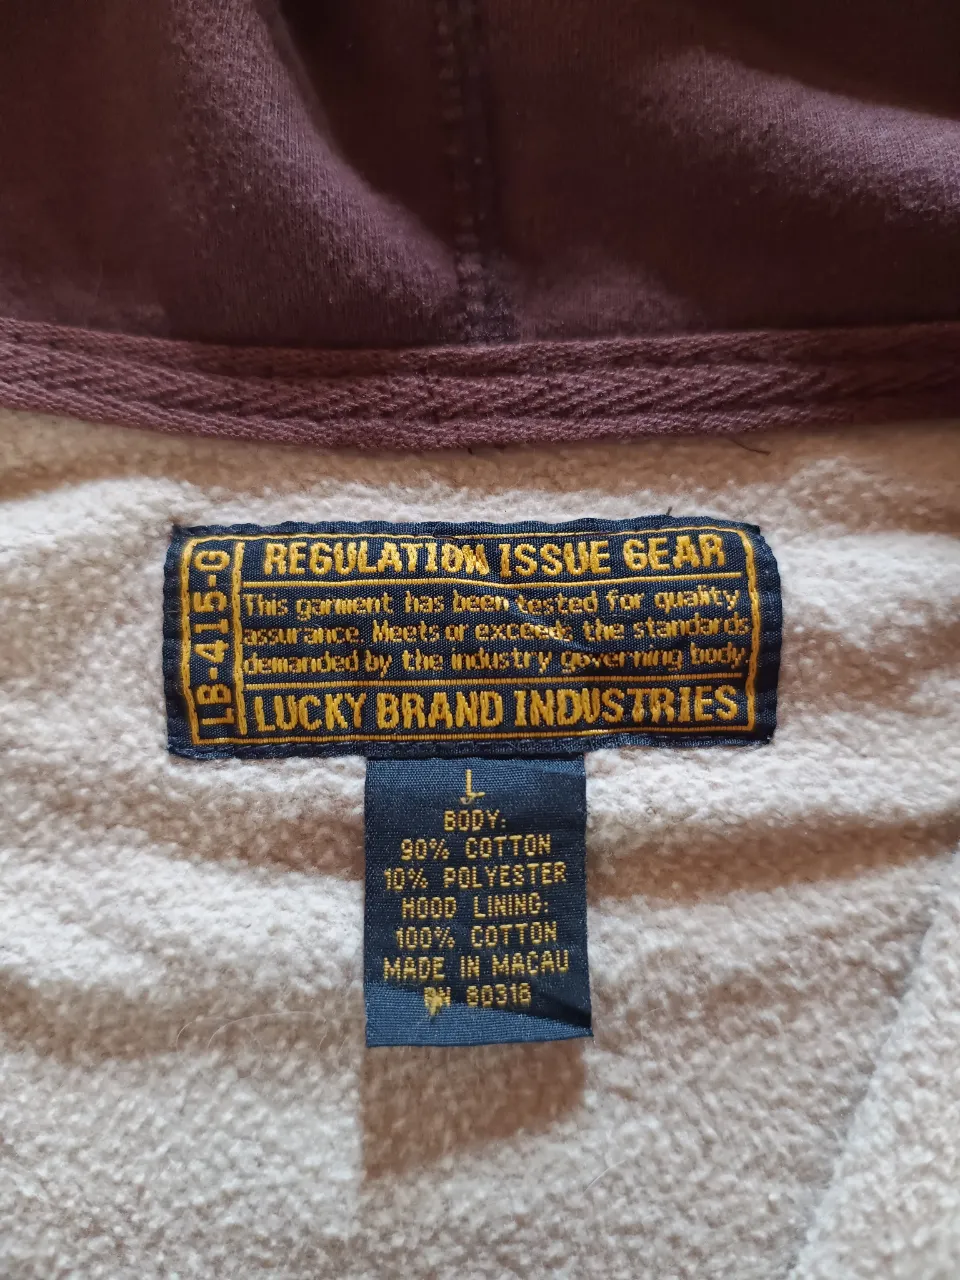 LB-415-G
REGULATION ISSUE GEAR
This garment has been tested for quality
assurance. Meets or exceeds the standards
demanded by the industry governing body.
LUCKY BRAND INDUSTRIES
L
BODY:
90% COTTON
10% POLYESTER
HOOD LINING:
100% COTTON
MADE IN MACAU
RN 80318